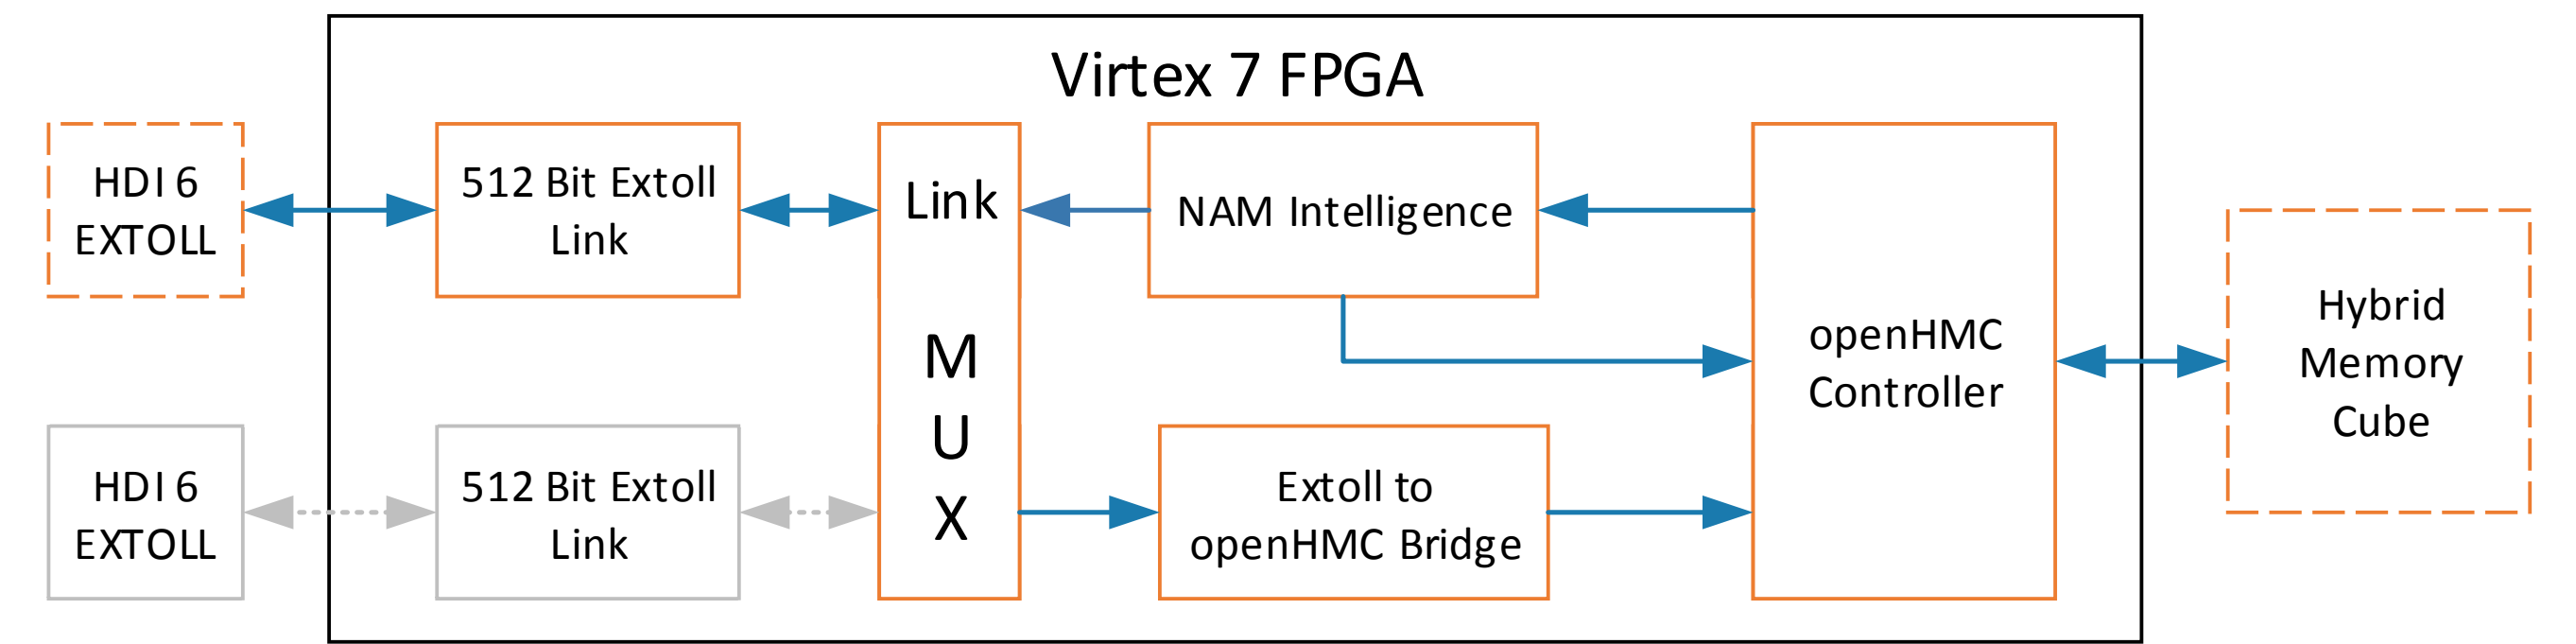 Virtex 7 FPGA
HDI 6
EXTOLL
512 Bit Extoll
Link
Link
M
U
X
NAM Intelligence
openHMC
Controller
Hybrid
Memory
Cube
HDI 6
EXTOLL
512 Bit Extoll
Link
Extoll to
openHMC Bridge